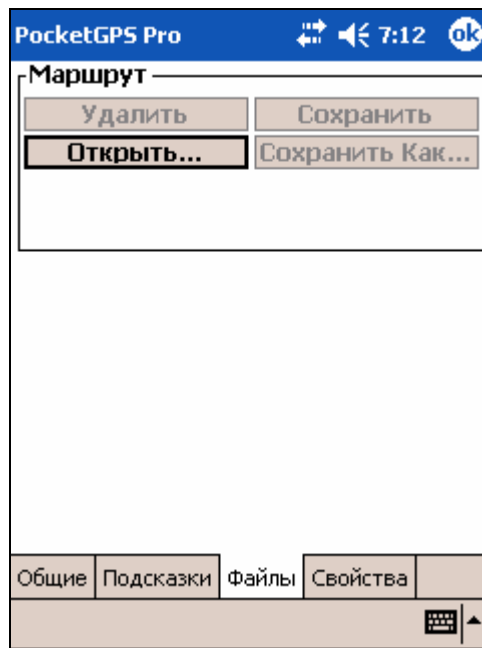 PocketGPS Pro 7:12 ok
Маршрут
Удалить Сохранить
Открыть... Сохранить Как...
Общие Подсказки Файлы Свойства